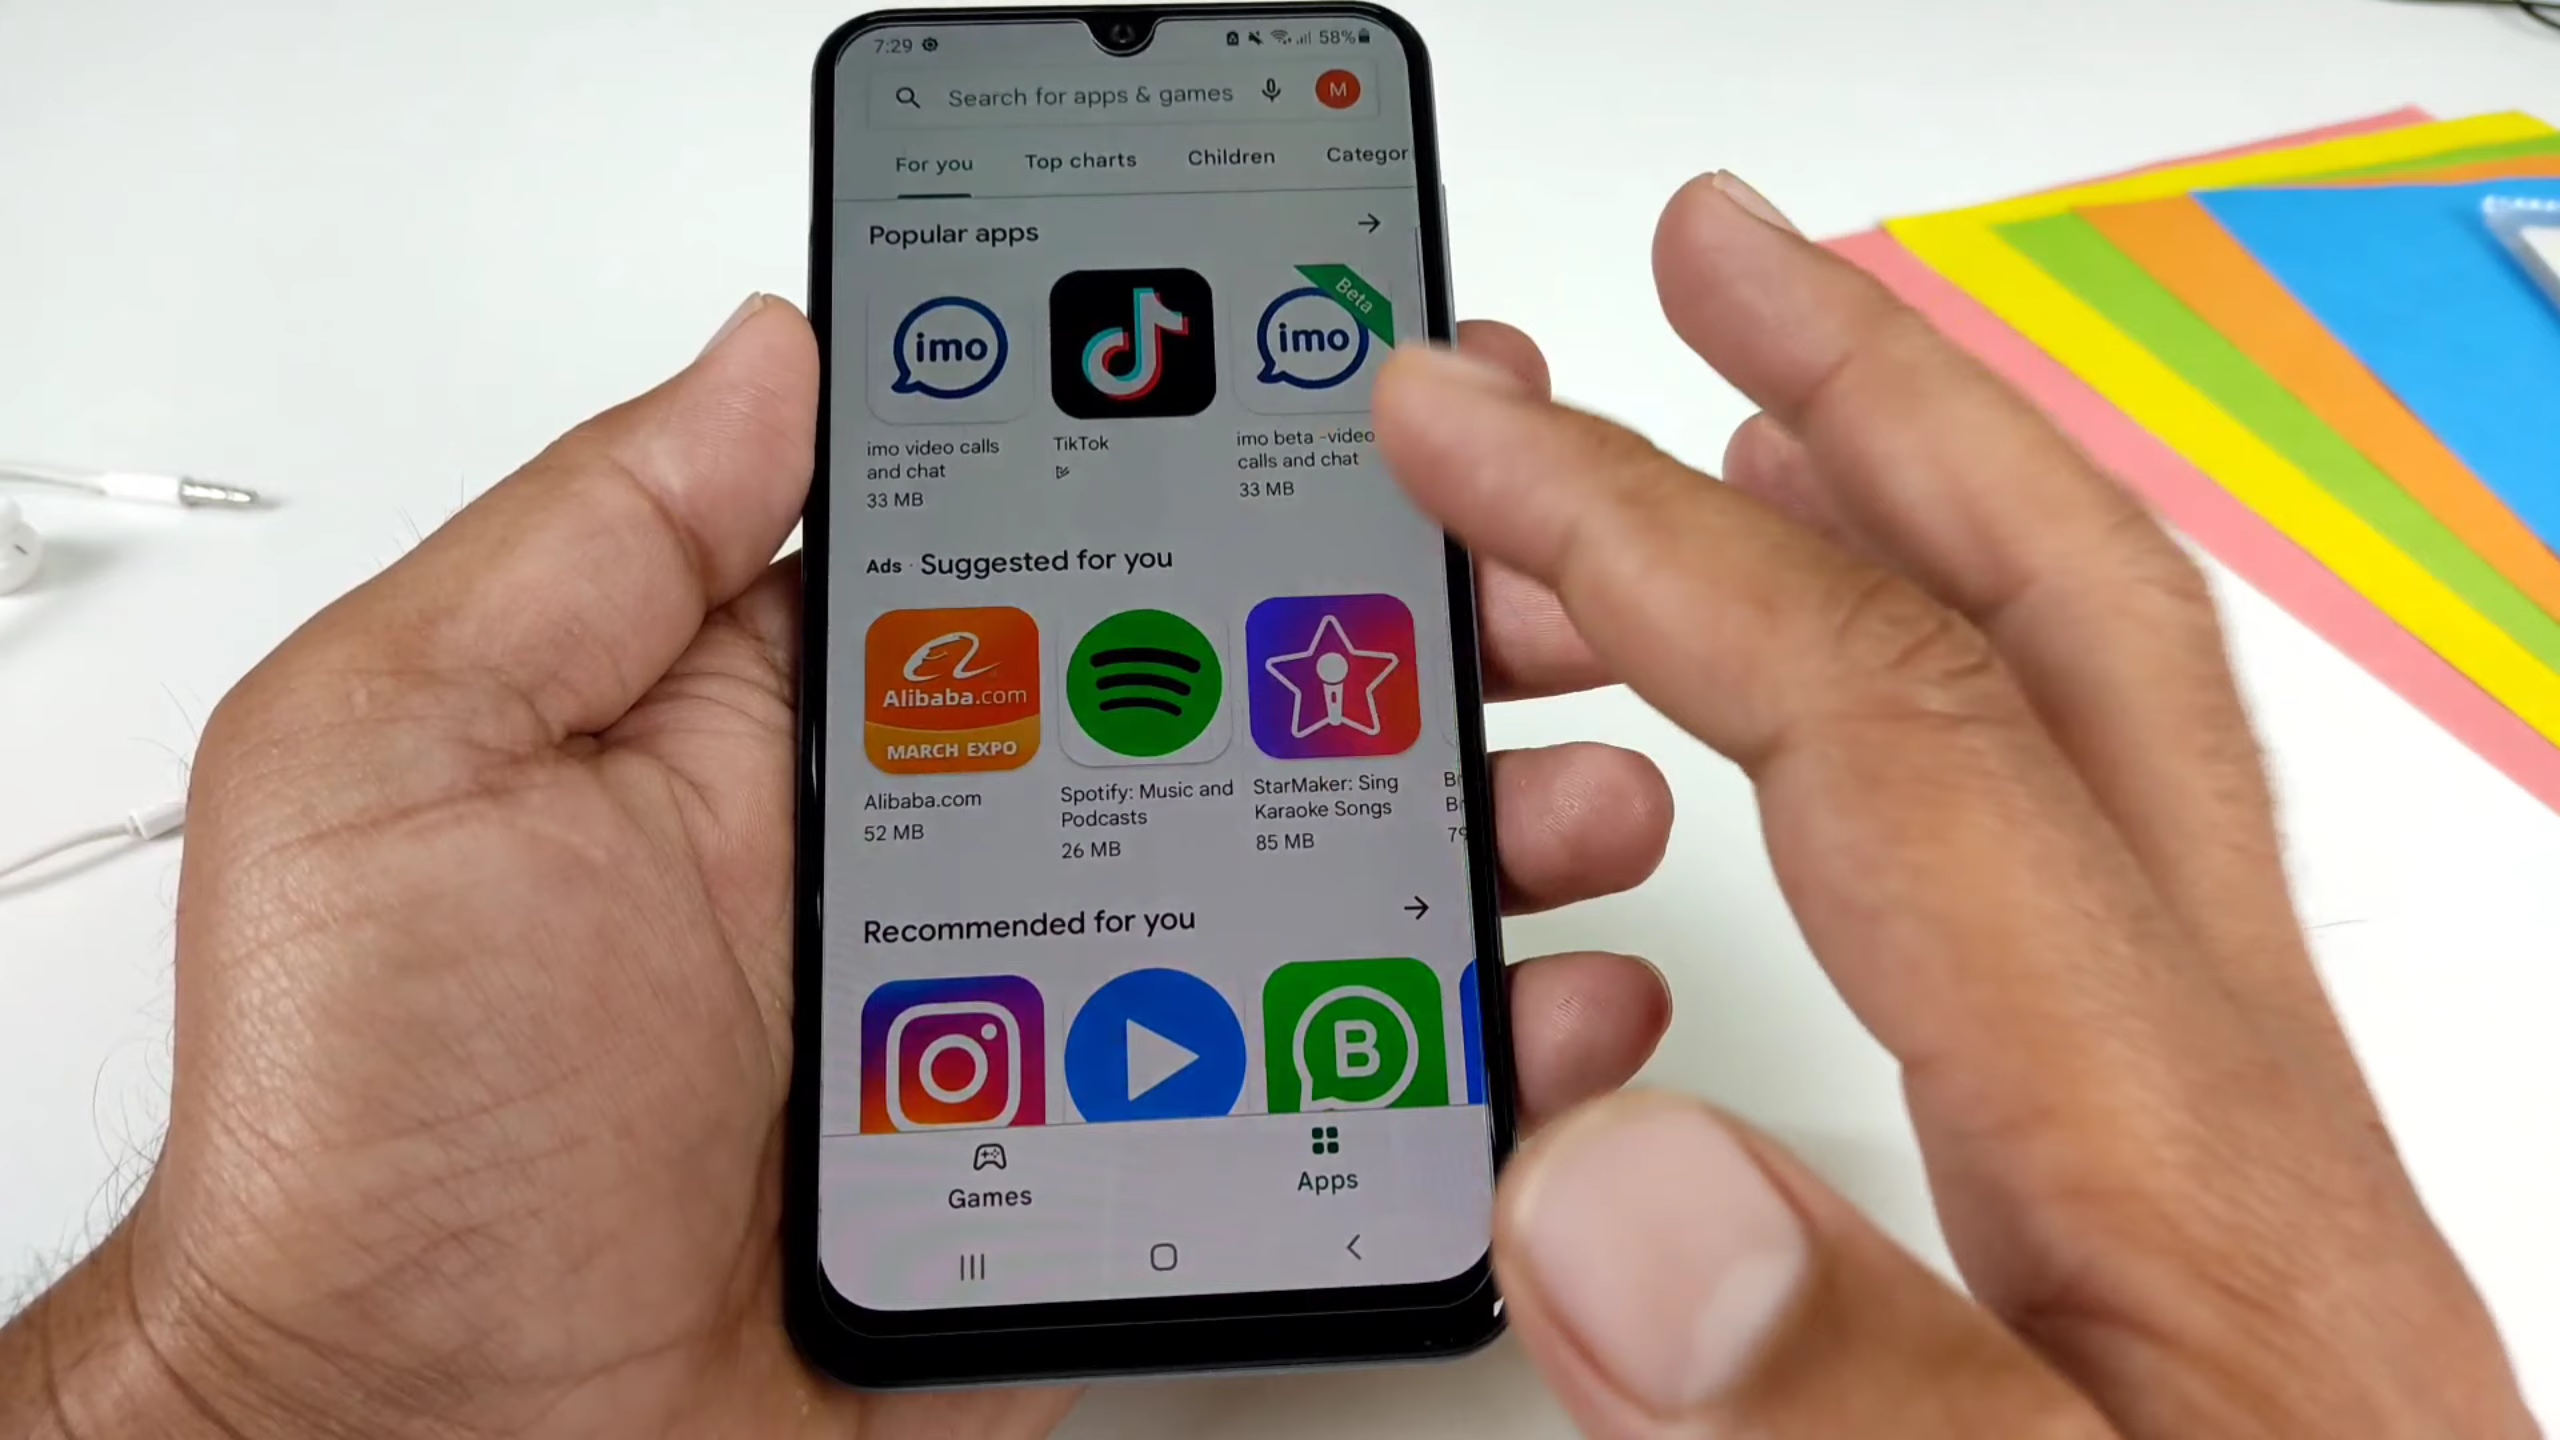 7:29
58%
Search for apps & games
M
For you
Top charts
Children
Categor
Popular apps
imo
imo
Beta
imo video calls
and chat
33 MB
TikTok
imo beta -video
calls and chat
33 MB
Ads · Suggested for you
Alibaba.com
MARCH EXPO
Alibaba.com
52 MB
Spotify: Music and
Podcasts
26 MB
StarMaker: Sing
Karaoke Songs
85 MB
Recommended for you
B
Games
Apps